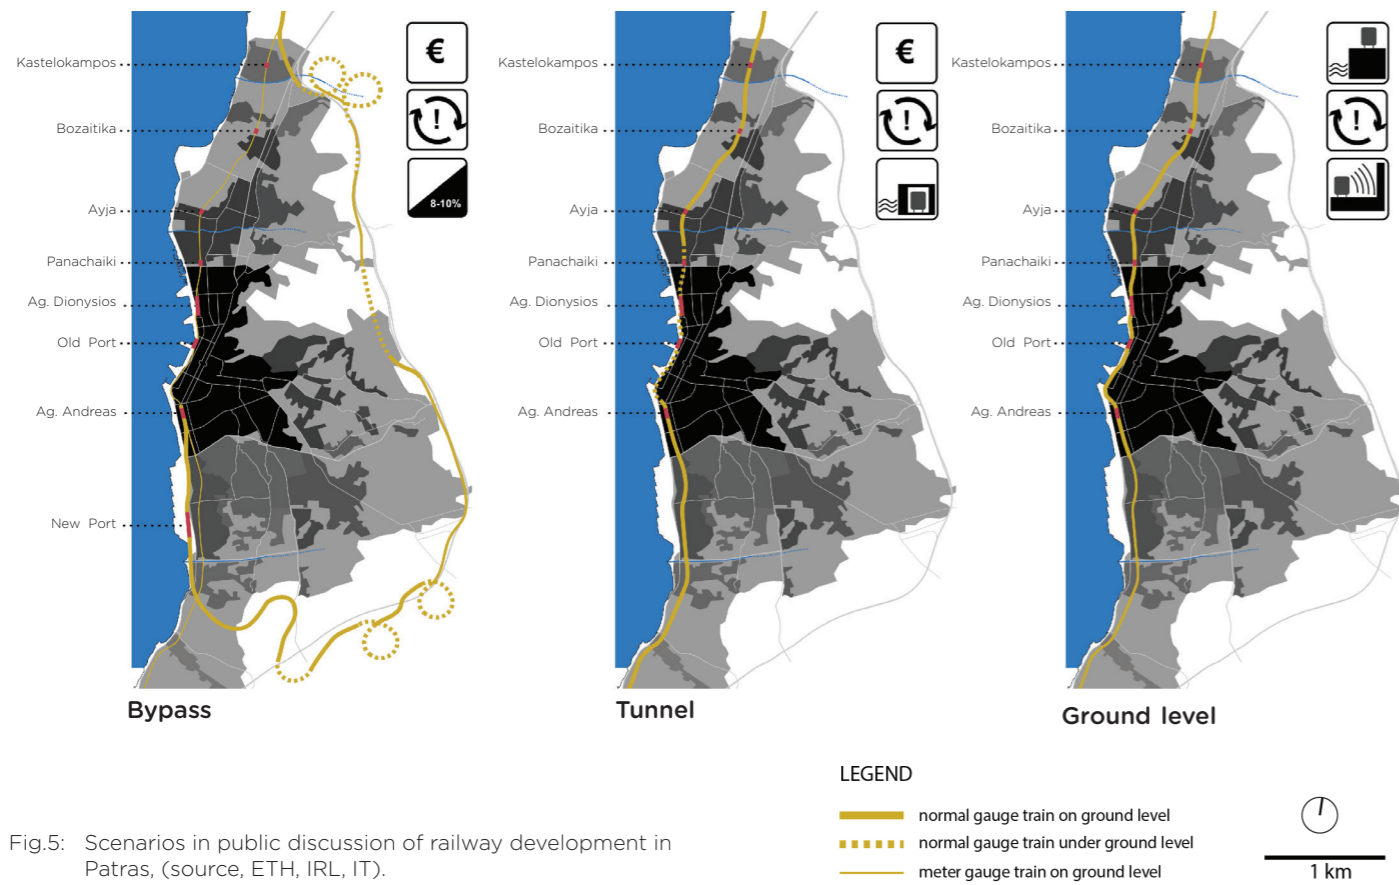 Kastelokampos
Bozaitika
Ayja
Panachaiki
Ag. Dionysios
Old Port
Ag. Andreas
New Port
€
!
8-10%
Bypass
Kastelokampos
Bozaitika
Ayja
Panachaiki
Ag. Dionysios
Old Port
Ag. Andreas
€
!
Tunnel
Kastelokampos
Bozaitika
Ayja
Panachaiki
Ag. Dionysios
Old Port
Ag. Andreas
!
Ground level
LEGEND
normal gauge train on ground level
normal gauge train under ground level
meter gauge train on ground level
1 km
Fig.5: Scenarios in public discussion of railway development in
Patras, (source, ETH, IRL, IT).